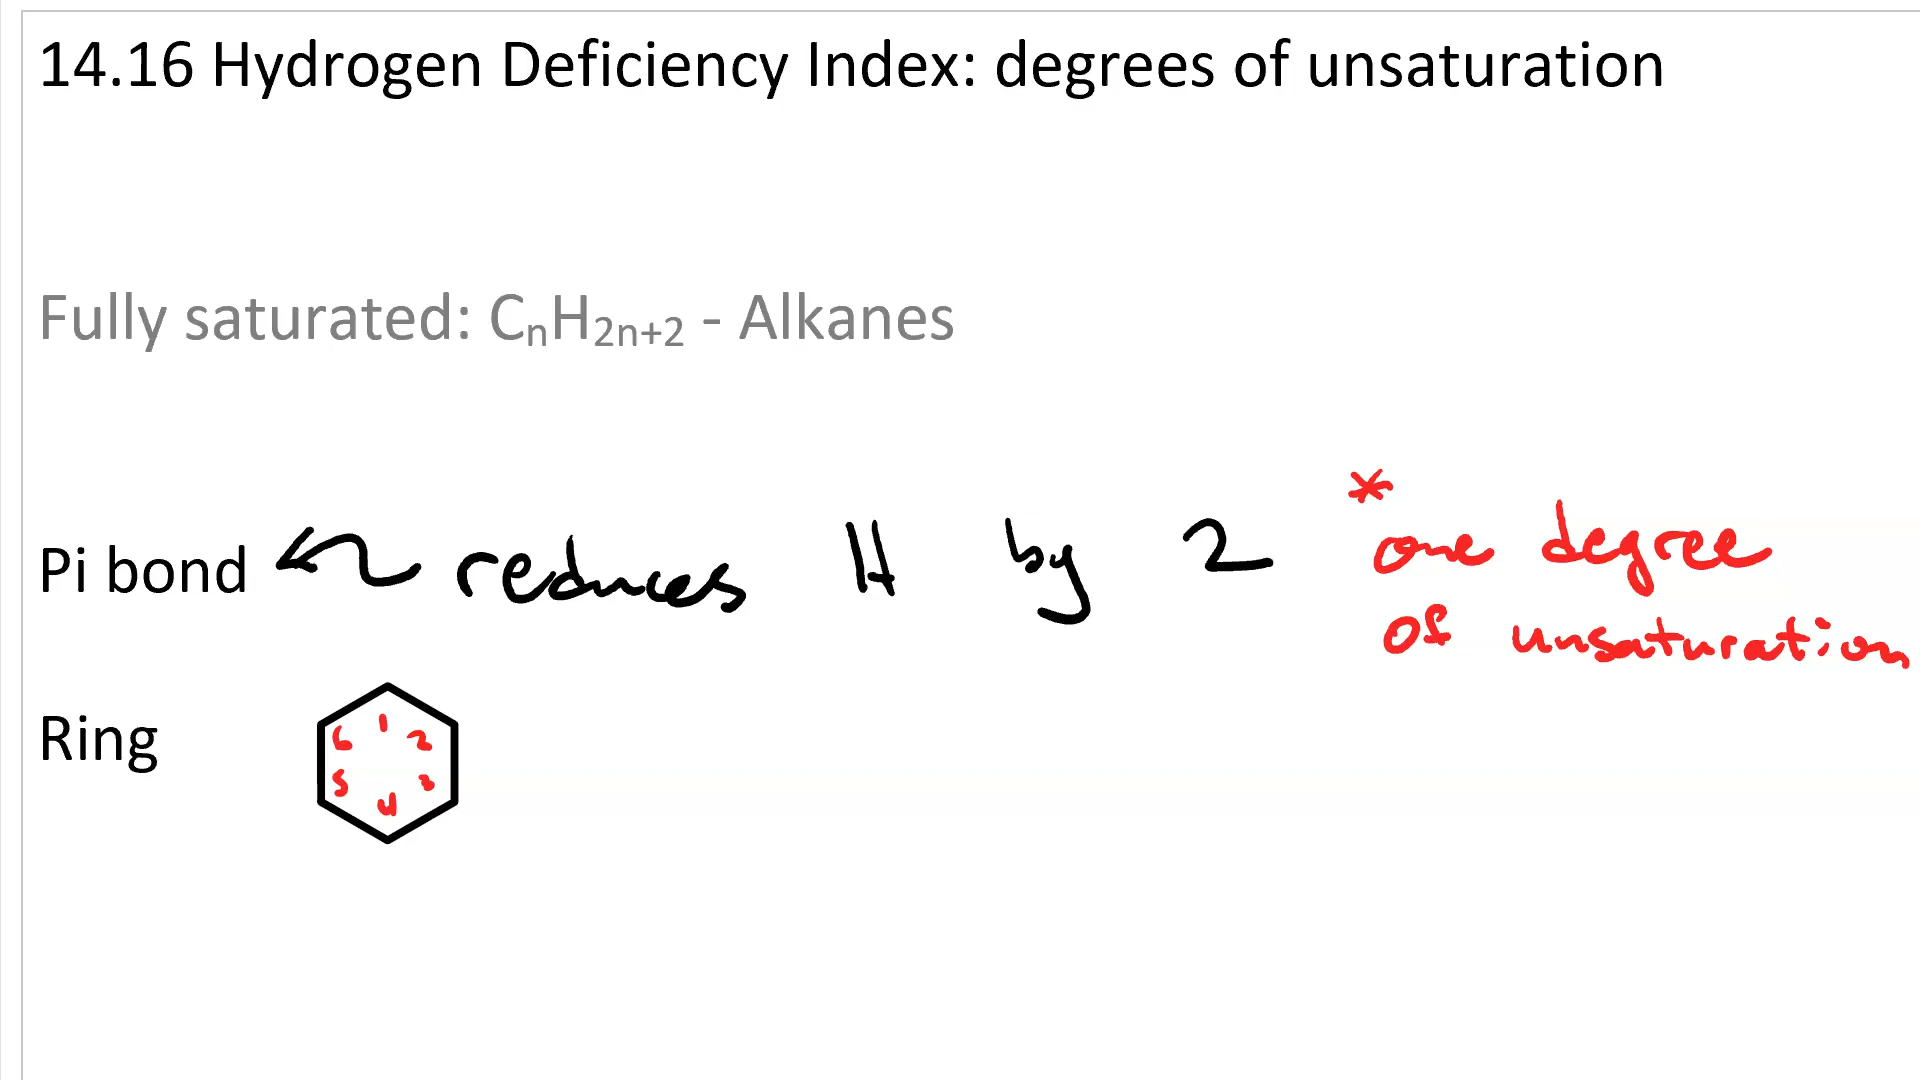 14.16 Hydrogen Deficiency Index: degrees of unsaturation
Fully saturated: CₙH₂ₙ₊₂ - Alkanes
Pi bond reduces H by 2 * one degree
of unsaturation
Ring
1
6 2
5 3
4